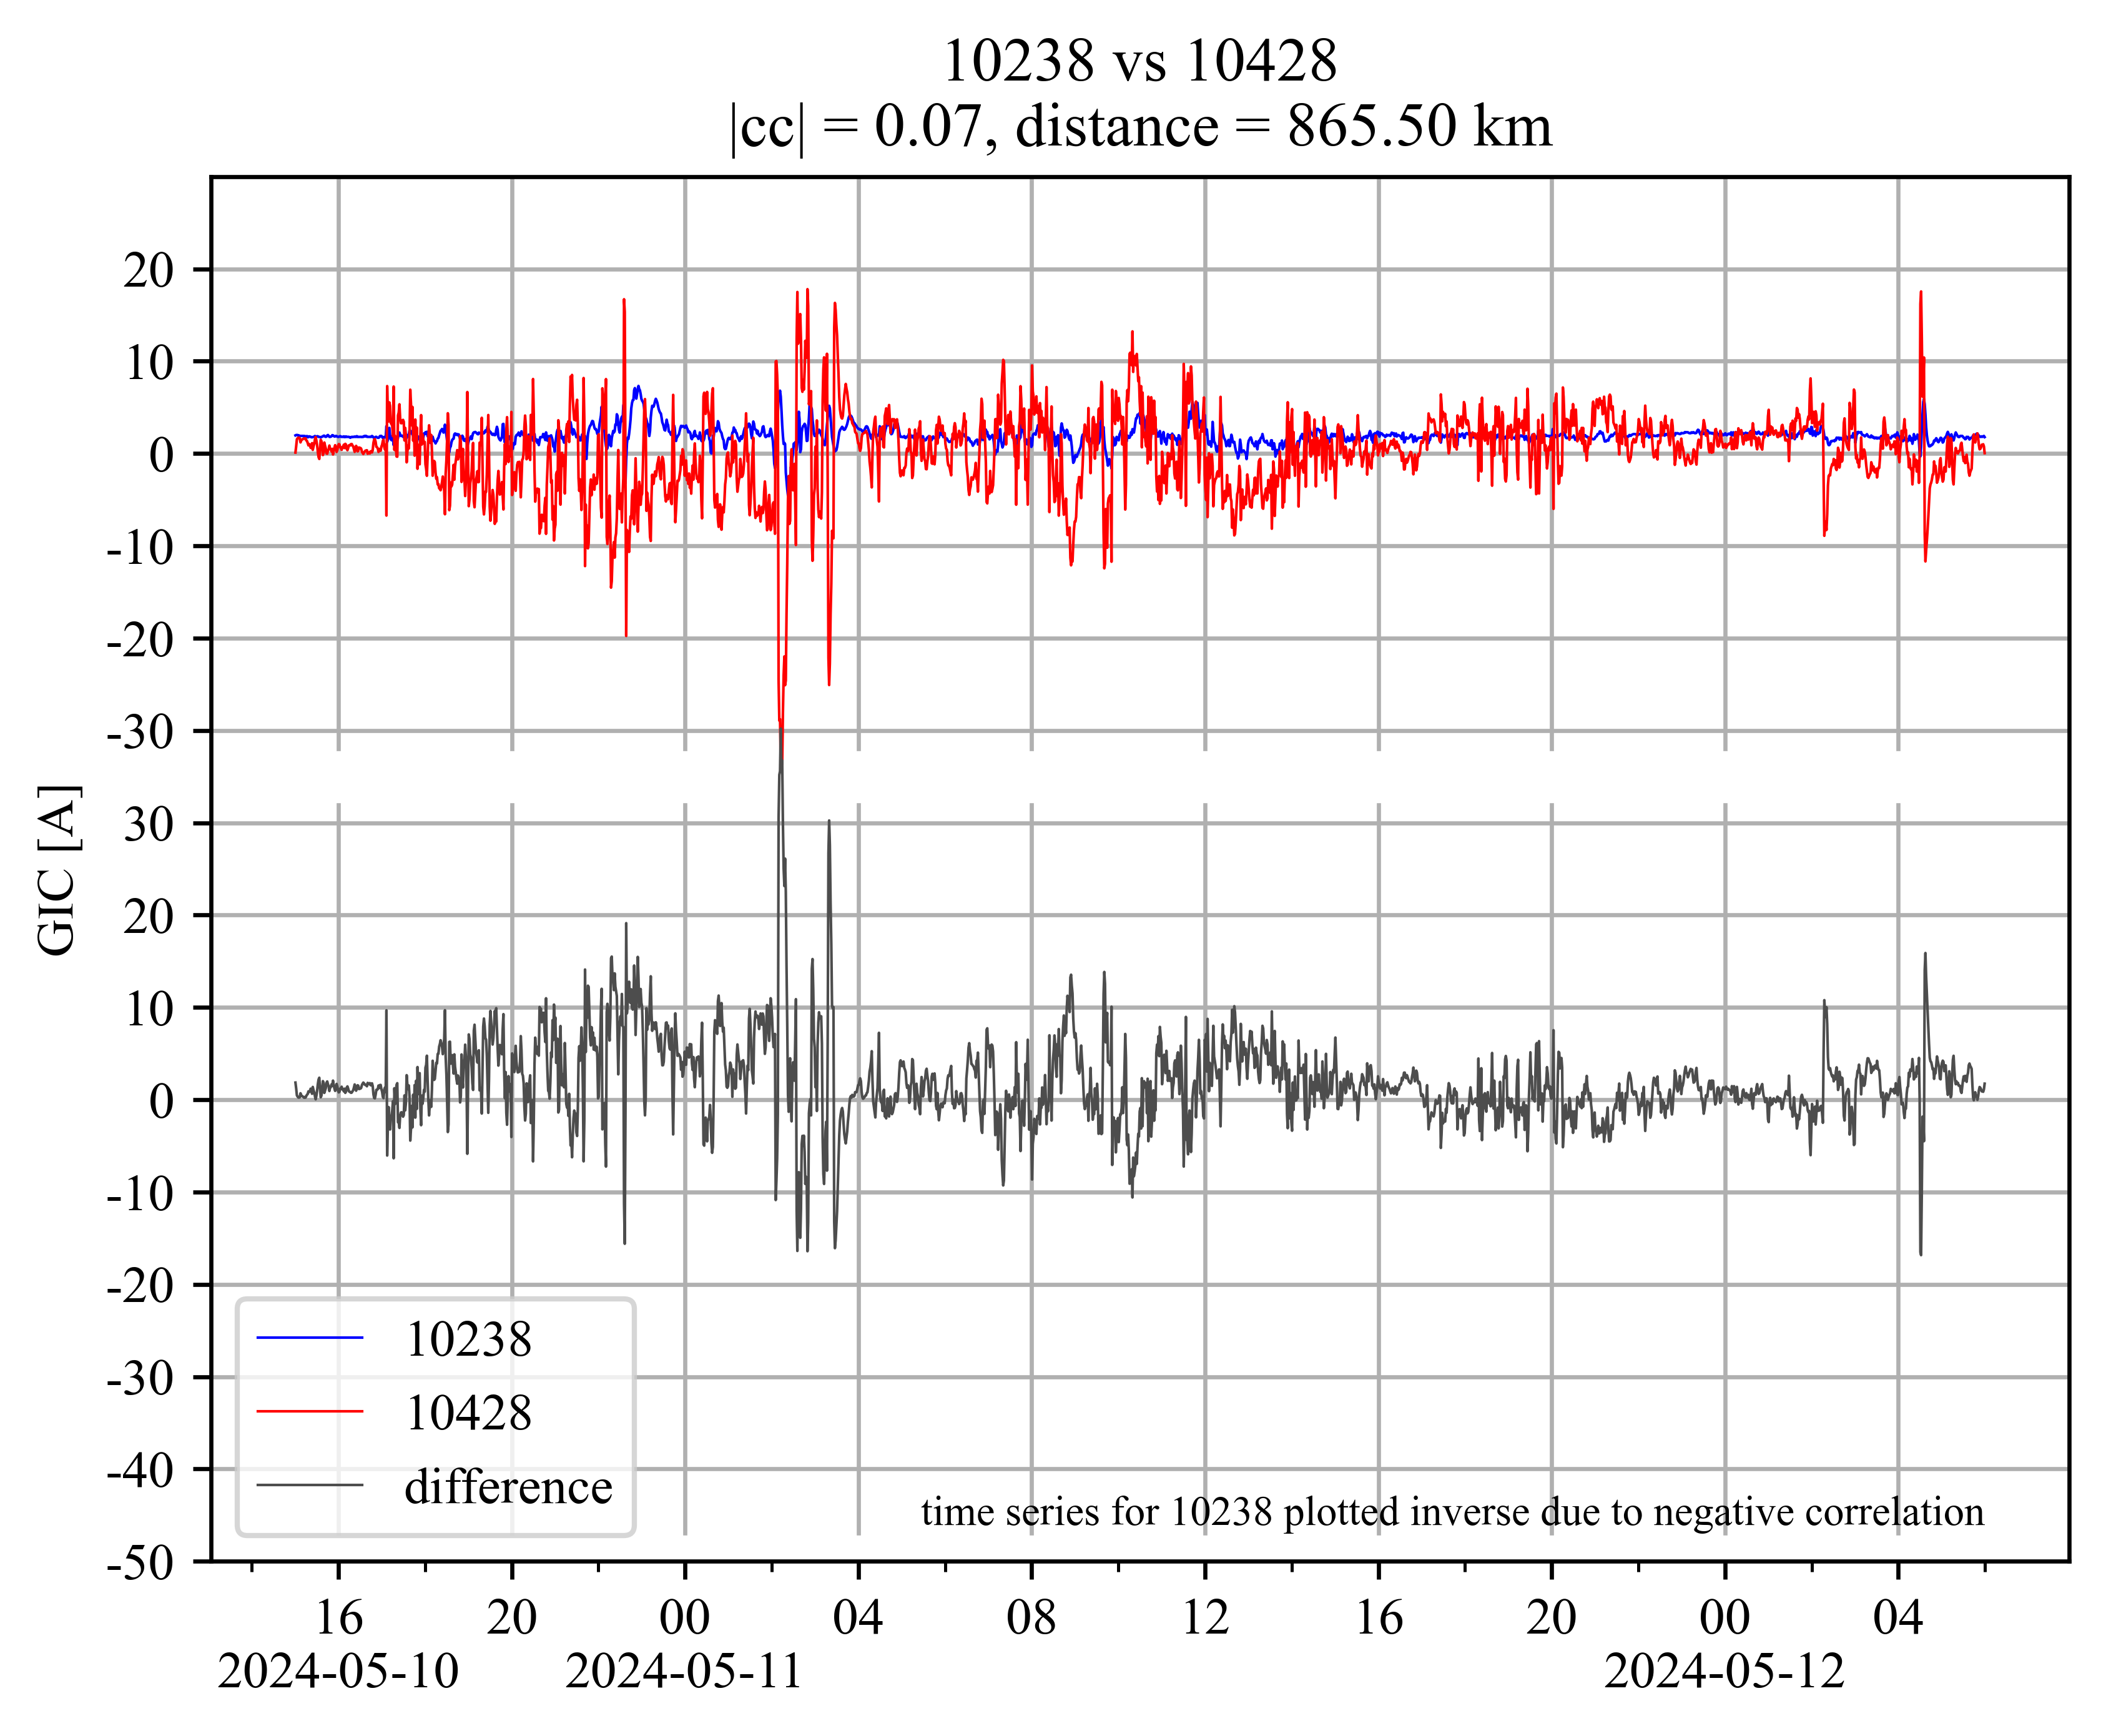 10238 vs 10428
|cc| = 0.07, distance = 865.50 km
GIC [A]
20
10
0
-10
-20
-30
30
20
10
0
-10
-20
-30
-40
-50
10238
10428
difference
time series for 10238 plotted inverse due to negative correlation
16 20 00 04 08 12 16 20 00 04
2024-05-10 2024-05-11 2024-05-12